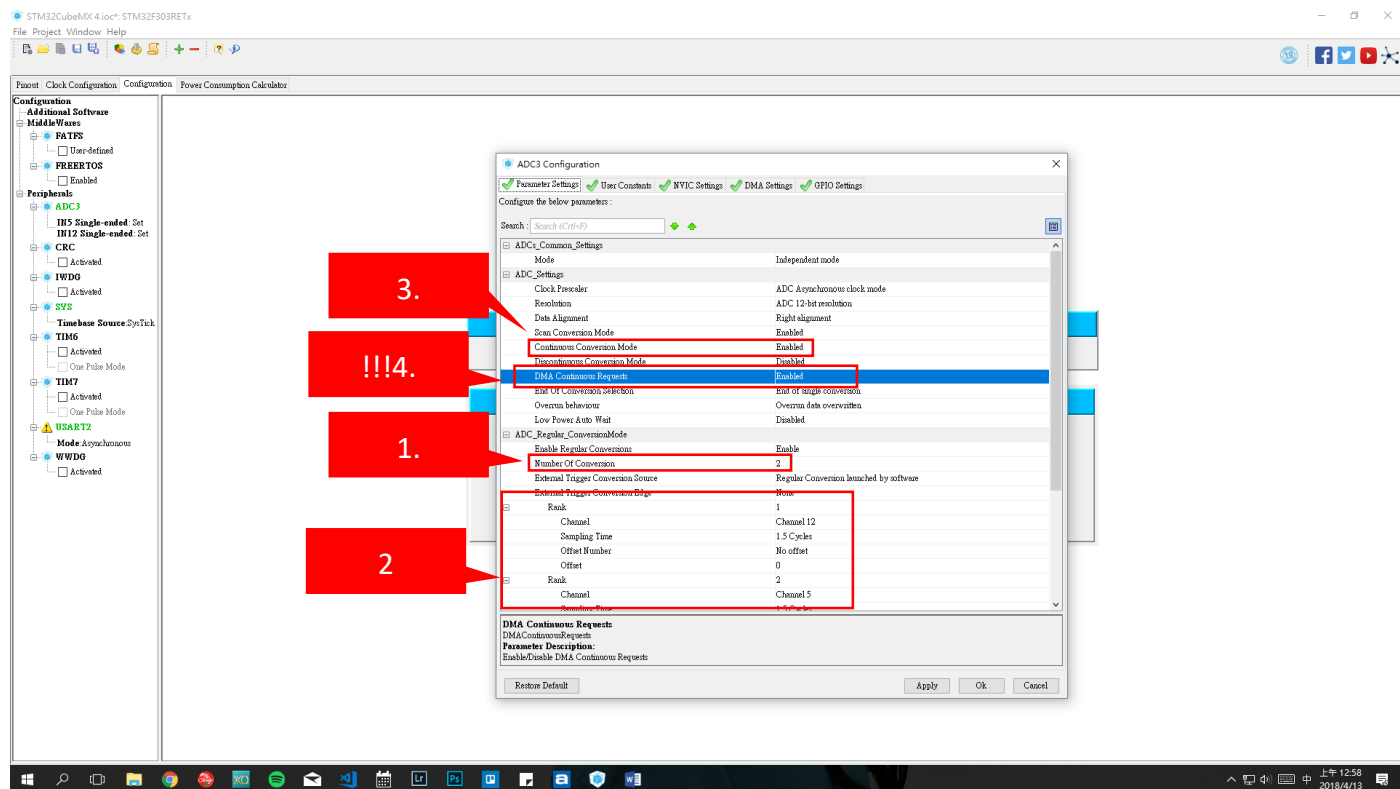 STM32CubeMX 4.ioc*: STM32F303RETx
File Project Window Help
Pinout Clock Configuration Configuration Power Consumption Calculator
Configuration
Additional Software
MiddleWares
FATFS
User-defined
FREERTOS
Enabled
Peripherals
ADC3
IN5 Single-ended: Set
IN12 Single-ended: Set
CRC
Activated
IWDG
Activated
SYS
Timebase Source:SysTick
TIM6
Activated
One Pulse Mode
TIM7
Activated
One Pulse Mode
USART2
Mode:Asynchronous
WWDG
Activated
3.
!!!4.
1.
2
ADC3 Configuration
Parameter Settings User Constants NVIC Settings DMA Settings GPIO Settings
Configure the below parameters :
Search : Search (Crtl+F)
ADCs_Common_Settings
Mode Independent mode
ADC_Settings
Clock Prescaler ADC Asynchronous clock mode
Resolution ADC 12-bit resolution
Data Alignment Right alignment
Scan Conversion Mode Enabled
Continuous Conversion Mode Enabled
Discontinuous Conversion Mode Disabled
DMA Continuous Requests Enabled
End Of Conversion Selection End of single conversion
Overrun behaviour Overrun data overwritten
Low Power Auto Wait Disabled
ADC_Regular_ConversionMode
Enable Regular Conversions Enable
Number Of Conversion 2
External Trigger Conversion Source Regular Conversion launched by software
External Trigger Conversion Edge None
Rank 1
Channel Channel 12
Sampling Time 1.5 Cycles
Offset Number No offset
Offset 0
Rank 2
Channel Channel 5
Sampling Time 1.5 Cycles
DMA Continuous Requests
DMAContinuousRequests
Parameter Description:
Enable/Disable DMA Continuous Requests
Restore Default Apply Ok Cancel
XQ Lr Ps a W 中 上午 12:58
2018/4/13